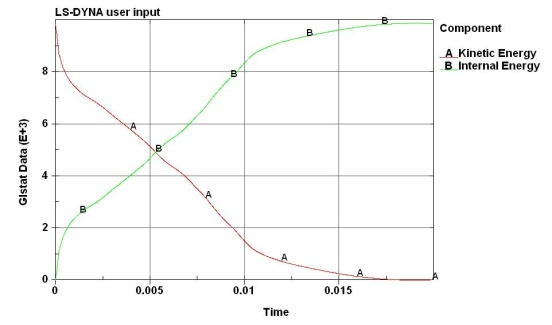 LS-DYNA user input
Component
A Kinetic Energy
B Internal Energy
Glstat Data (E+3)
8
6
4
2
0
A
A
A
A
A
B
B
B
B
B
B
0
0.005
0.01
0.015
Time